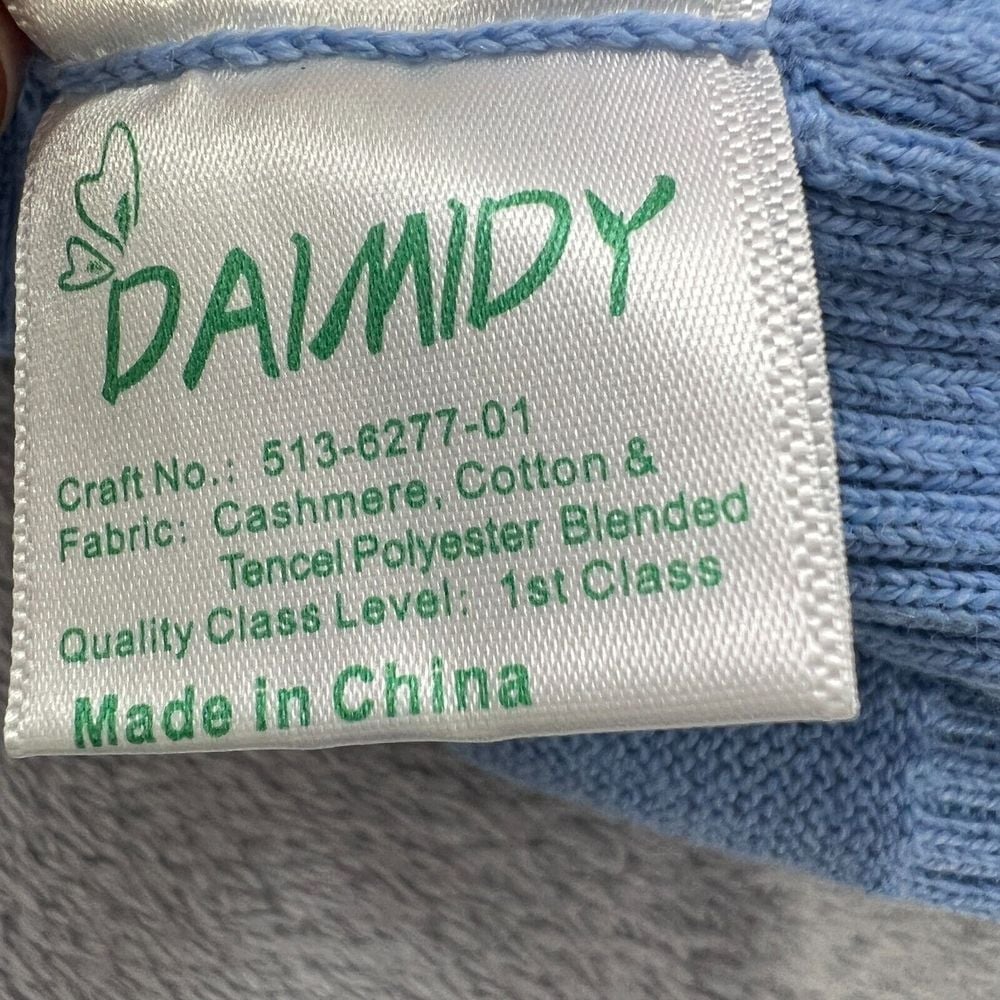 DAIMIDY
Craft No.: 513-6277-01
Fabric: Cashmere, Cotton &
Tencel Polyester Blended
Quality Class Level: 1st Class
Made in China